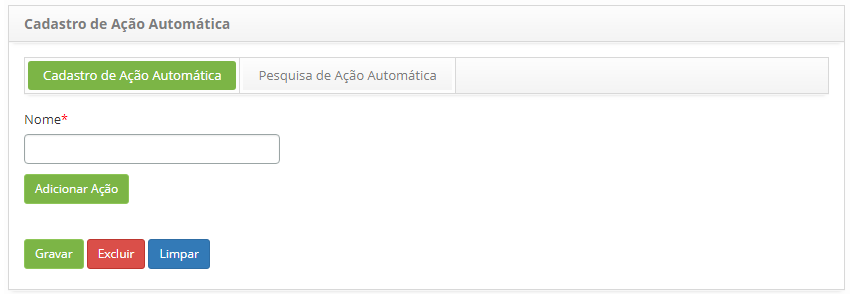 Cadastro de Ação Automática
Cadastro de Ação Automática Pesquisa de Ação Automática
Nome*
Adicionar Ação
Gravar Excluir Limpar